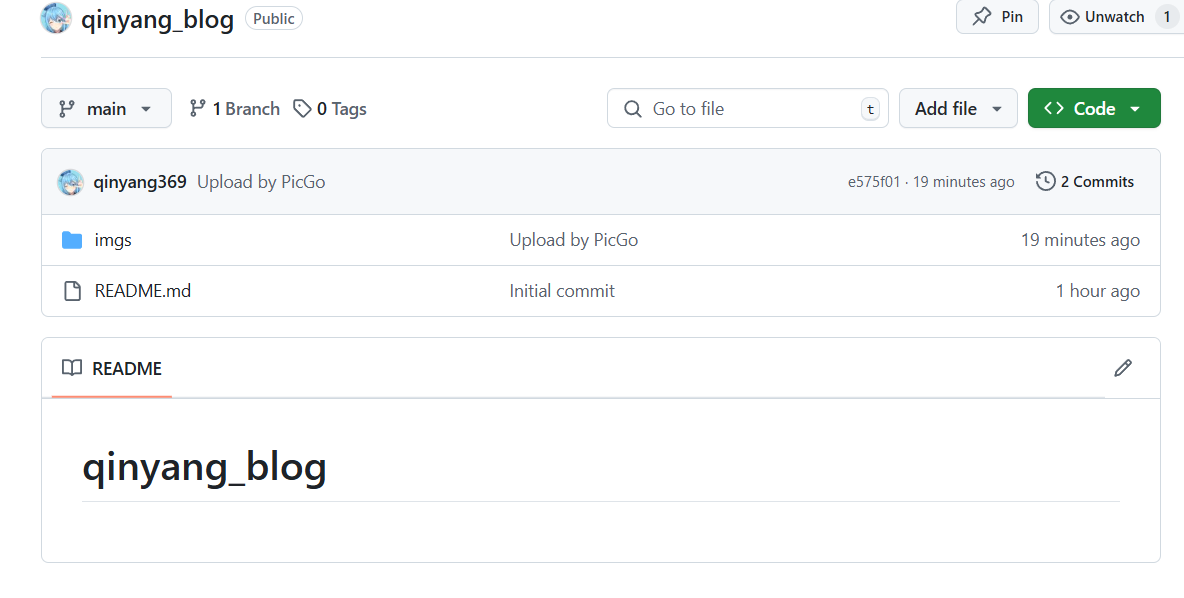 qinyang_blog Public Pin Unwatch 1
main 1 Branch 0 Tags Go to file t Add file Code
qinyang369 Upload by PicGo e575f01 · 19 minutes ago 2 Commits
imgs Upload by PicGo 19 minutes ago
README.md Initial commit 1 hour ago
README
qinyang_blog